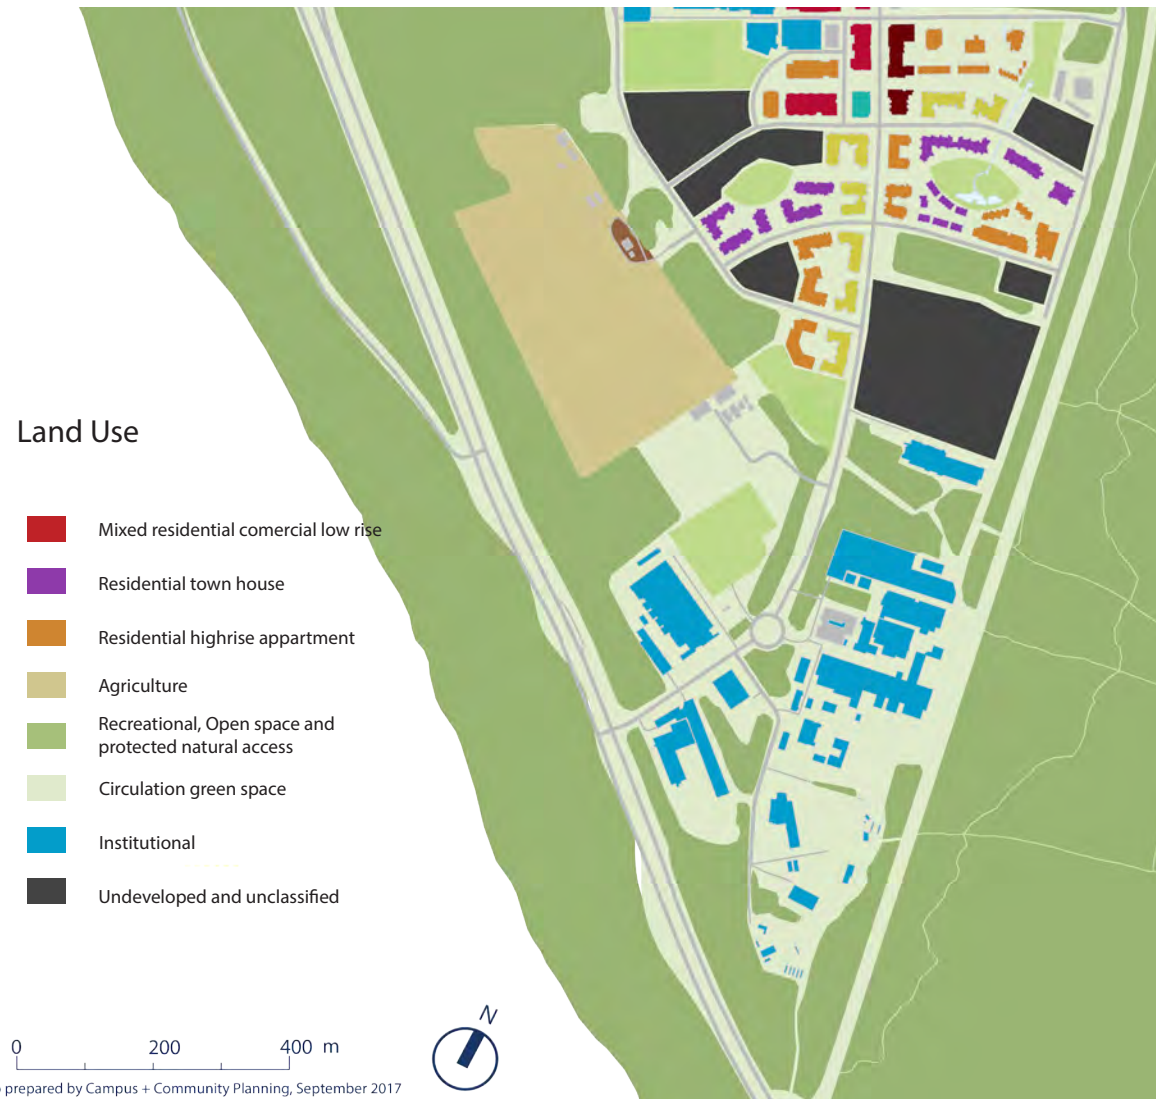 Land Use
Mixed residential comercial low rise
Residential town house
Residential highrise appartment
Agriculture
Recreational, Open space and
protected natural access
Circulation green space
Institutional
Undeveloped and unclassified
N
0 200 400 m
prepared by Campus + Community Planning, September 2017